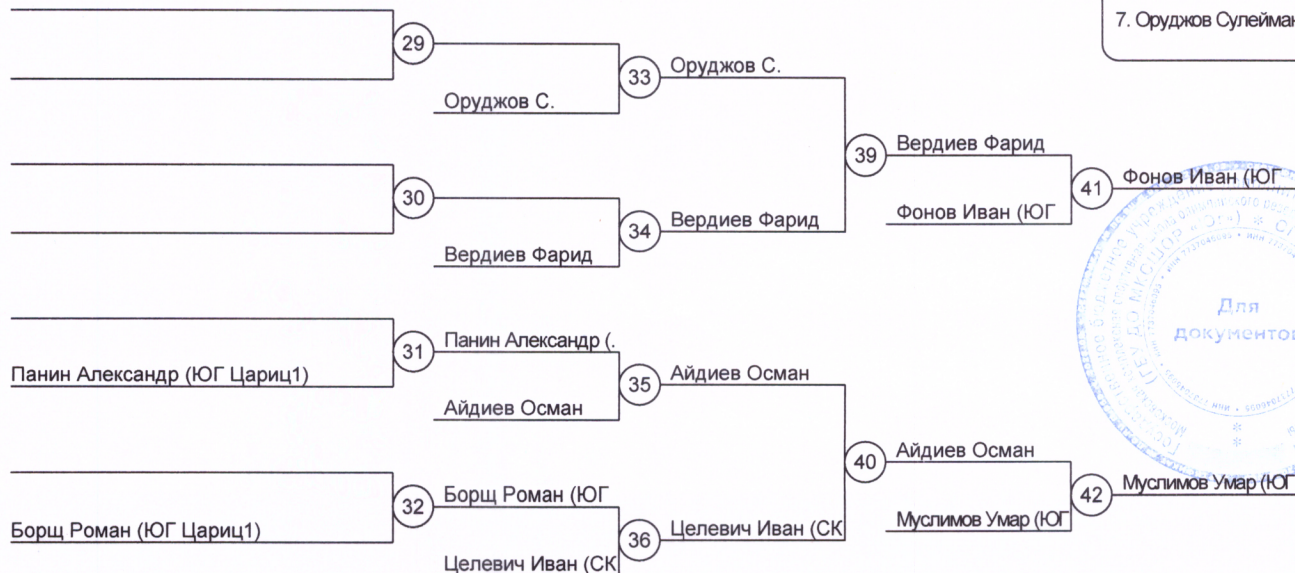 7. Оруджов Сулейман
29
33
Оруджов С.
Оруджов С.
39
Вердиев Фарид
41
Фонов Иван (ЮГ
30
34
Вердиев Фарид
Фонов Иван (ЮГ
Вердиев Фарид
Для
документов
31
Панин Александр (.
Панин Александр (ЮГ Цариц1)
35
Айдиев Осман
Айдиев Осман
40
Айдиев Осман
42
Муслимов Умар (ЮГ
32
Борщ Роман (ЮГ
Борщ Роман (ЮГ Цариц1)
36
Целевич Иван (СК
Муслимов Умар (ЮГ
Целевич Иван (СК